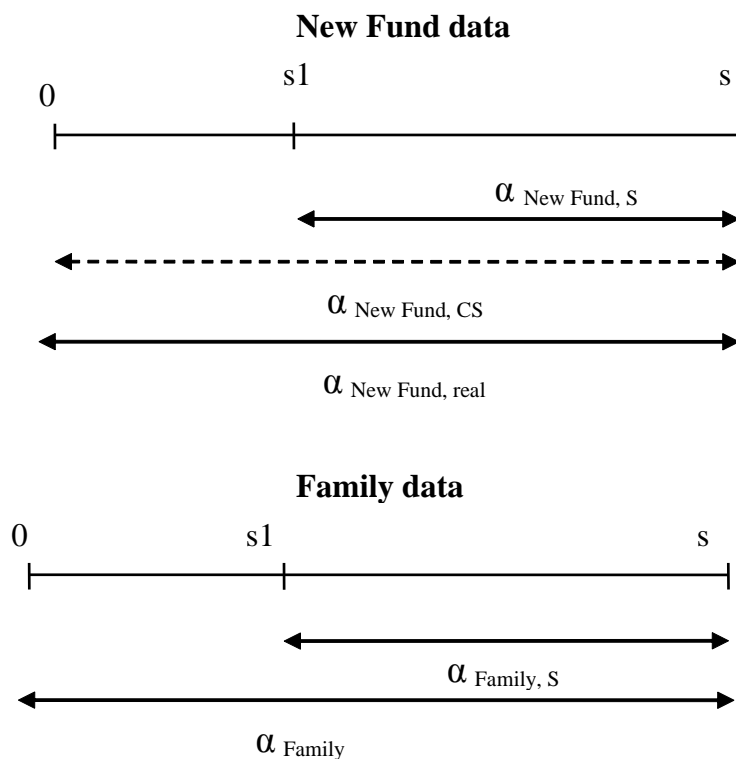 New Fund data
0 s1 s
α New Fund, S
α New Fund, CS
α New Fund, real
Family data
0 s1 s
α Family, S
α Family